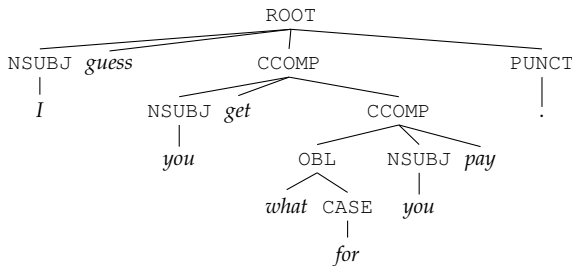 ROOT
NSUBJ guess CCOMP PUNCT
I NSUBJ get CCOMP .
you OBL NSUBJ pay
what CASE you
for